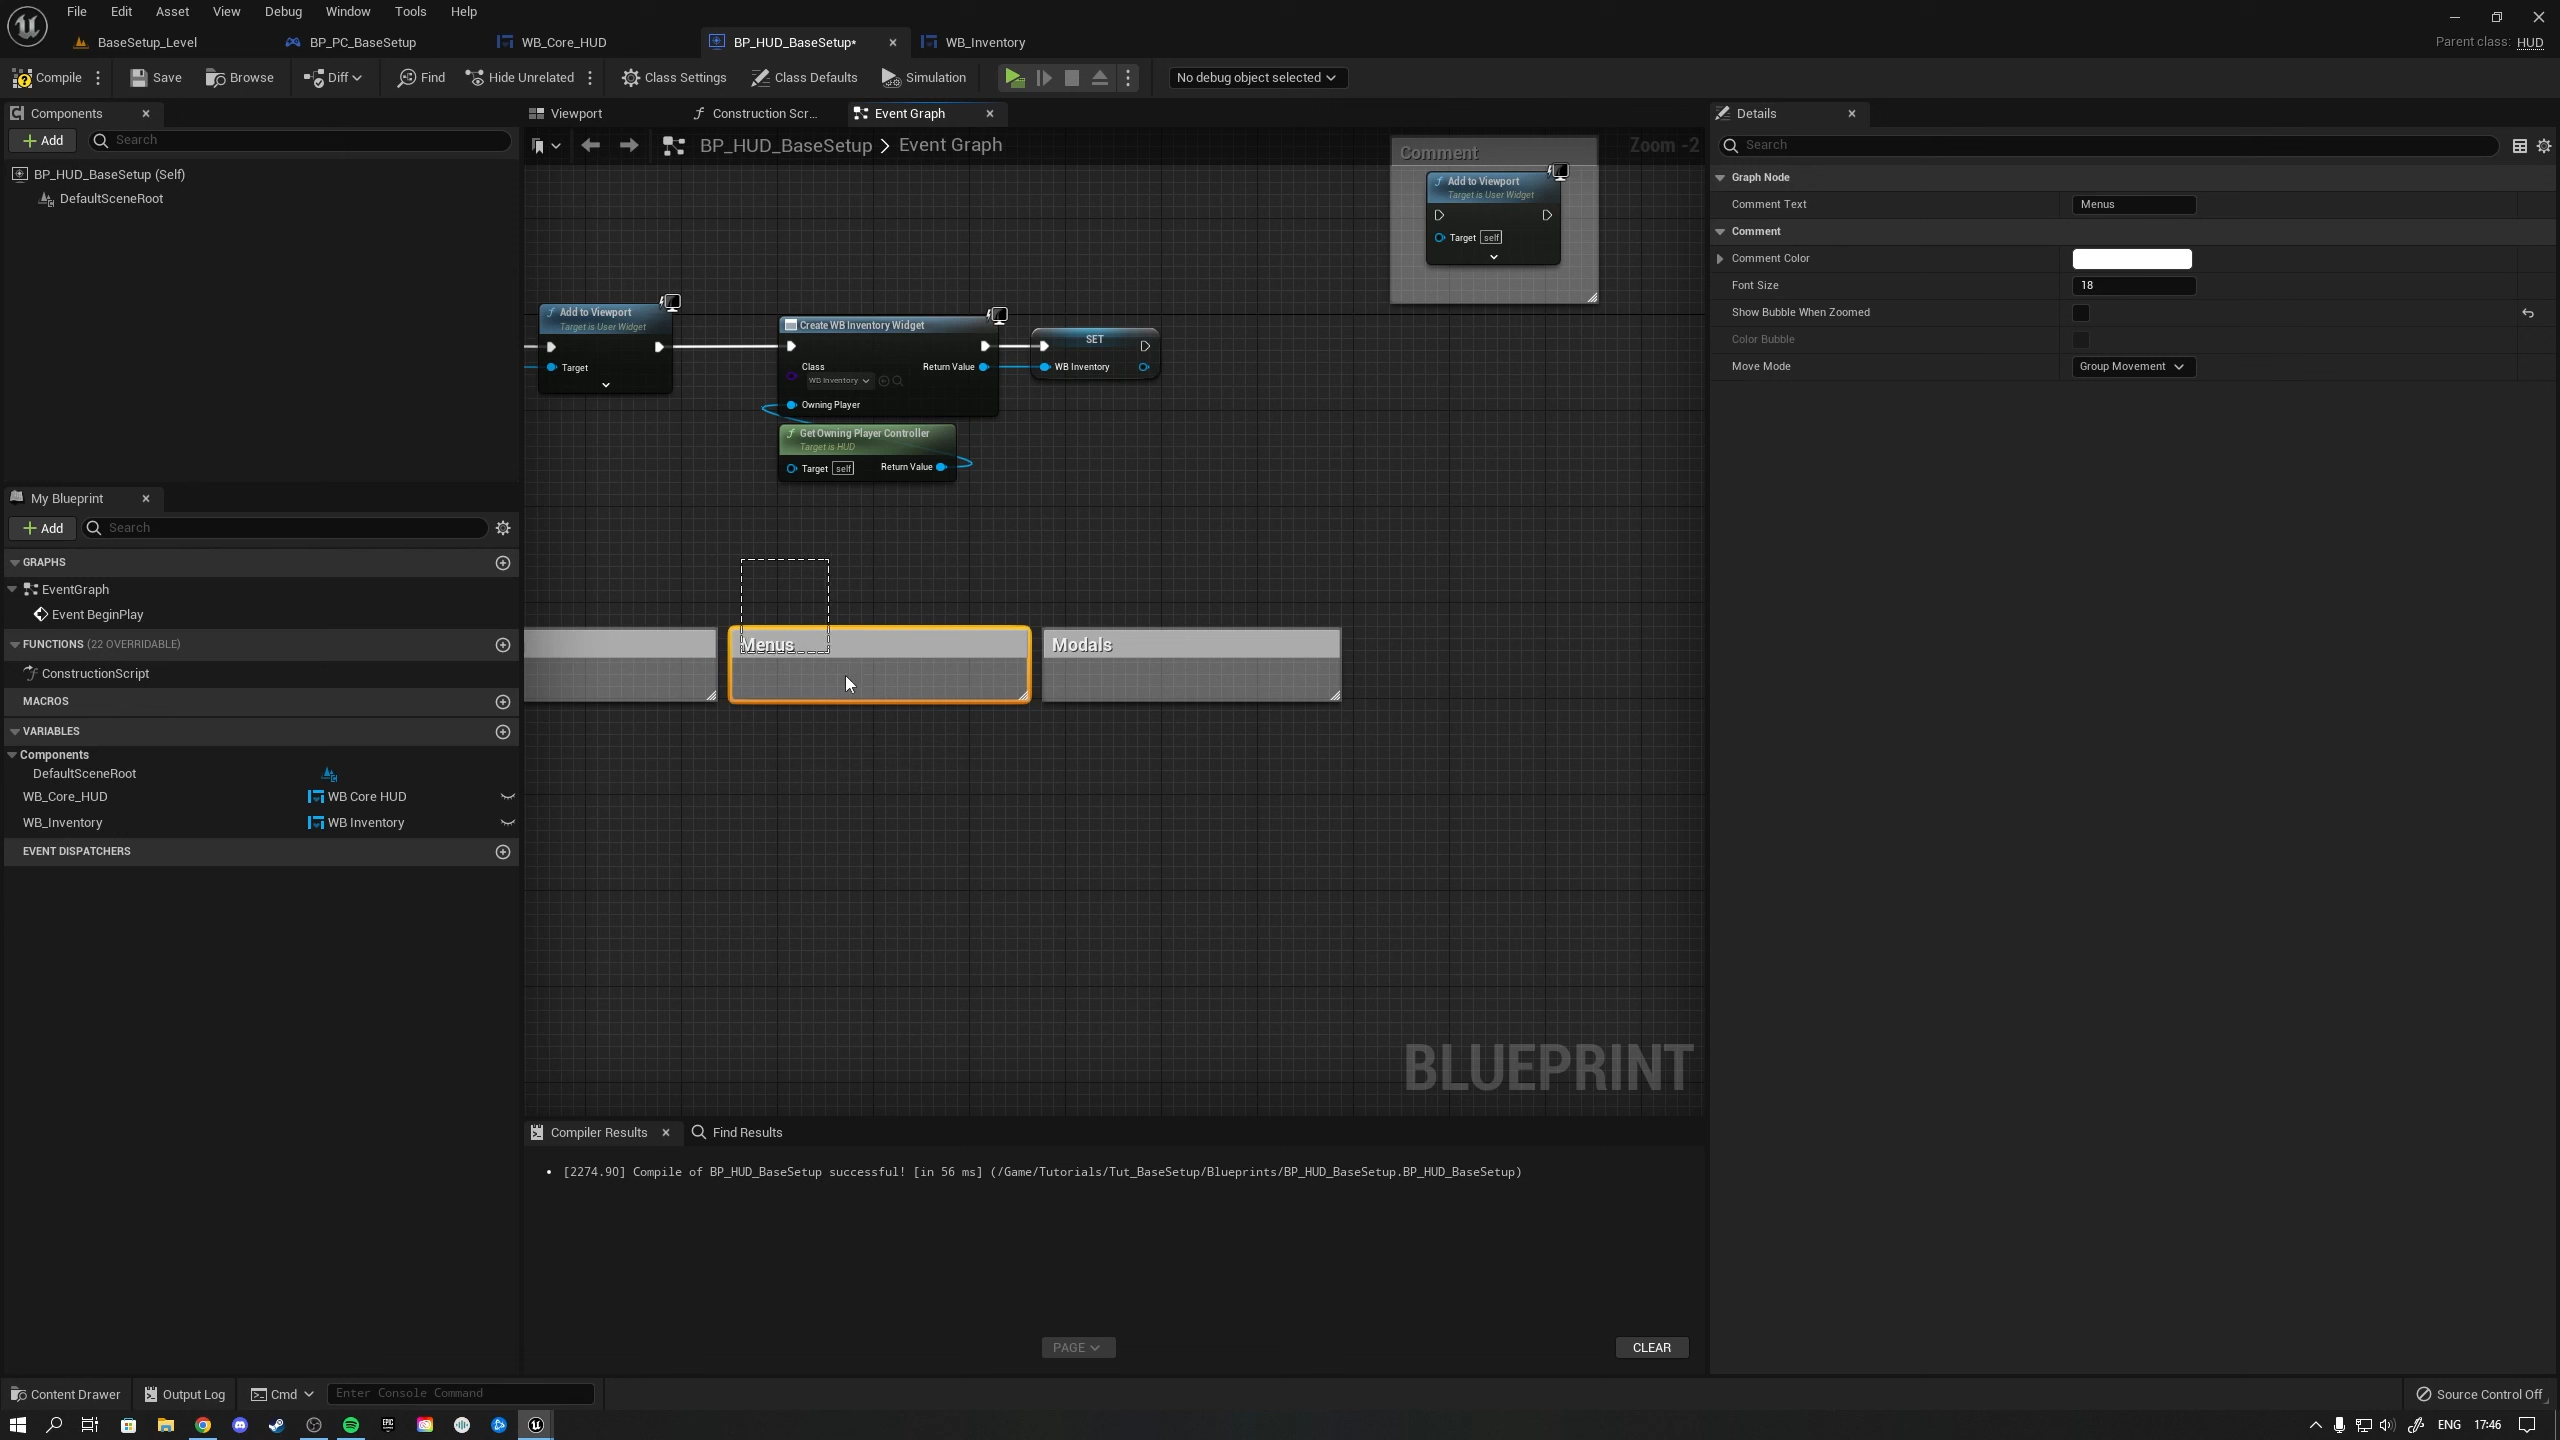 File Edit View Asset Debug Window Tools Help
BaseSetup_Level
BP_PC_BaseSetup
WB_Core_HUD
BP_HUD_BaseSetup*
WB_Inventory
Parent class: HUD
Compile
Save
Browse
Diff
Find
Hide Unrelated
Class Settings
Class Defaults
Simulation
No debug object selected
Components
Add
Search
BP_HUD_BaseSetup (Self)
DefaultSceneRoot
My Blueprint
Add
Search
GRAPHS
EventGraph
Event BeginPlay
FUNCTIONS (22 OVERRIDABLE)
ConstructionScript
MACROS
VARIABLES
Components
DefaultSceneRoot
WB_Core_HUD WB Core HUD
WB_Inventory WB Inventory
EVENT DISPATCHERS
Viewport
Construction Scr...
Event Graph
BP_HUD_BaseSetup > Event Graph
Zoom -2
Comment
Add to Viewport
Target is User Widget
Target self
Add to Viewport
Target is User Widget
Target
Create WB Inventory Widget
Class
WB Inventory
Return Value
Owning Player
SET
WB Inventory
Get Owning Player Controller
Target is HUD
Target self Return Value
Menus
Modals
BLUEPRINT
Compiler Results
Find Results
• [2274.90] Compile of BP_HUD_BaseSetup successful! [in 56 ms] (/Game/Tutorials/Tut_BaseSetup/Blueprints/BP_HUD_BaseSetup.BP_HUD_BaseSetup)
PAGE
CLEAR
Details
Search
Graph Node
Comment Text Menus
Comment
Comment Color
Font Size 18
Show Bubble When Zoomed
Color Bubble
Move Mode Group Movement
Content Drawer
Output Log
Cmd
Enter Console Command
Source Control Off
EPIC
ENG
17:46